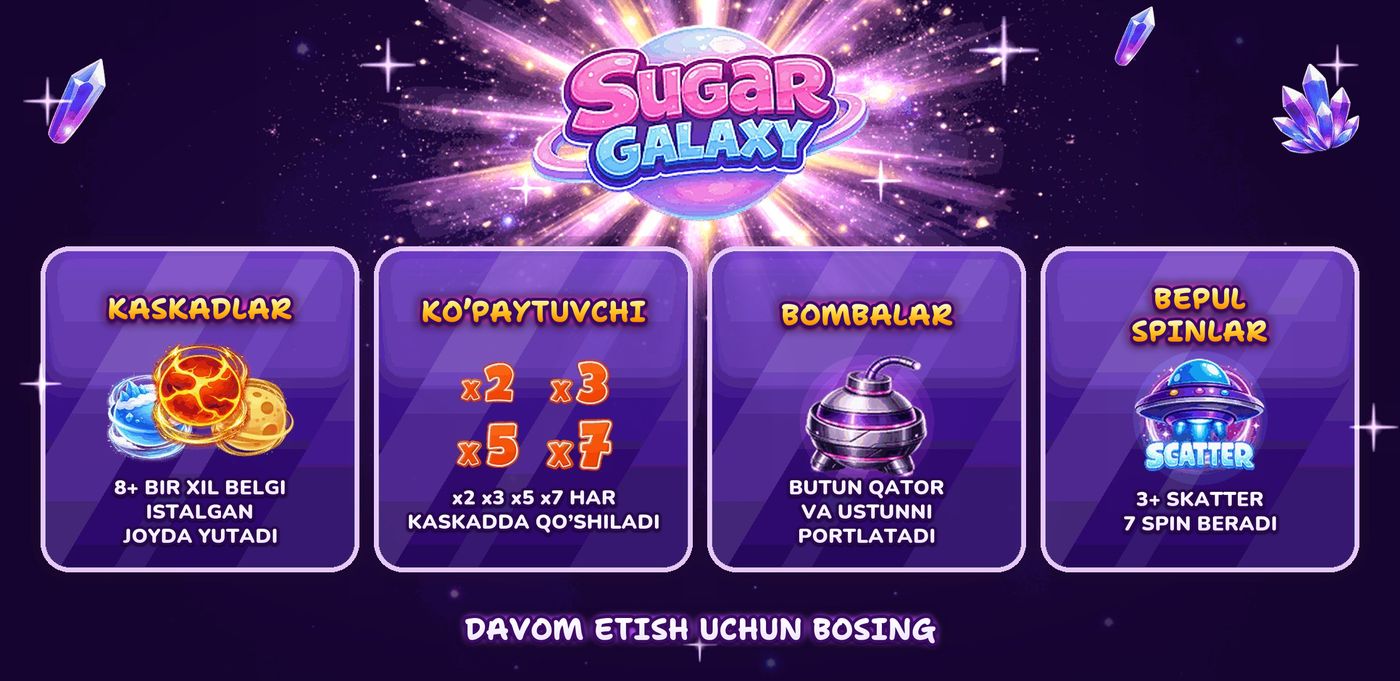 SUGAR
GALAXY
KASKADLAR
8+ BIR XIL BELGI
ISTALGAN
JOYDA YUTADI
KO'PAYTUVCHI
x2 x3
x5 x7
x2 x3 x5 x7 HAR
KASKADDA QO'SHILADI
BOMBALAR
BUTUN QATOR
VA USTUNNI
PORTLATADI
BEPUL
SPINLAR
SCATTER
3+ SKATTER
7 SPIN BERADI
DAVOM ETISH UCHUN BOSING